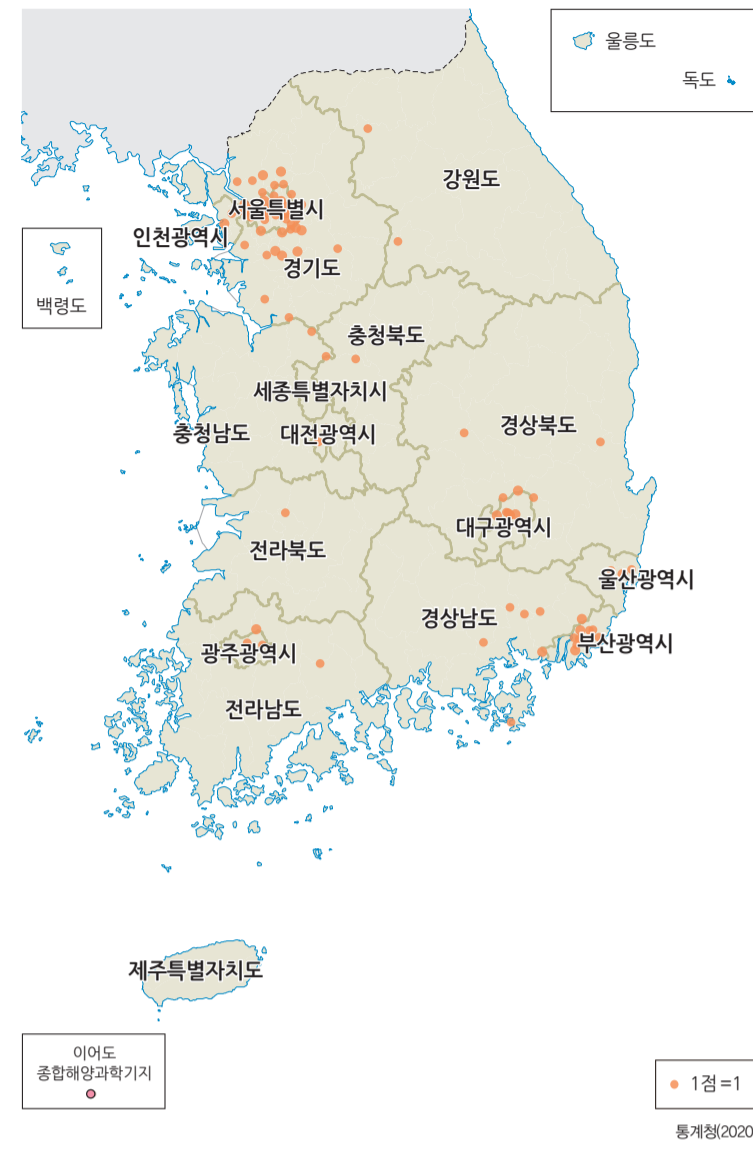 울릉도
독도
강원도
서울특별시
인천광역시
경기도
백령도
충청북도
세종특별자치시
경상북도
충청남도
대전광역시
대구광역시
전라북도
울산광역시
경상남도
부산광역시
광주광역시
전라남도
제주특별자치도
이어도
종합해양과학기지
1점=1
통계청(2020